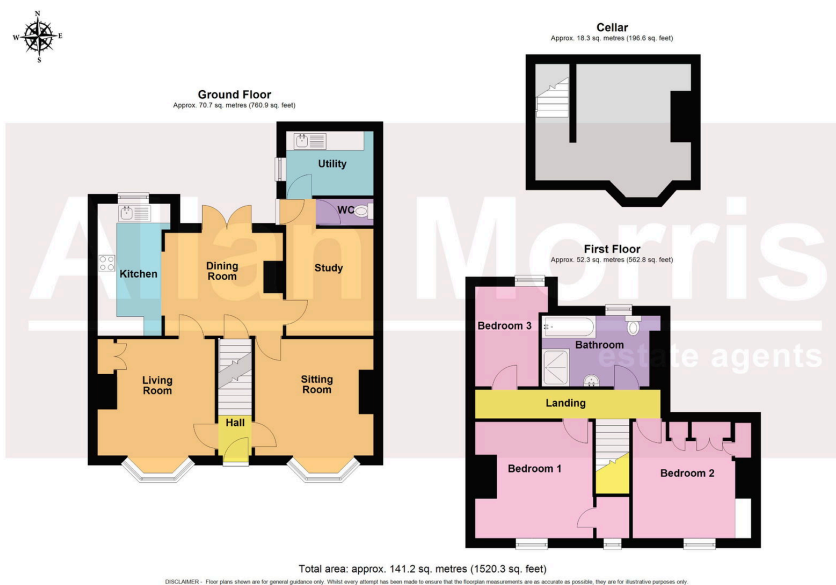 N
W E
S
Cellar
Approx. 18.3 sq. metres (196.6 sq. feet)
Ground Floor
Approx. 70.7 sq. metres (760.9 sq. feet)
Utility
WC
Kitchen
Dining
Room
Study
Living
Room
Hall
Sitting
Room
First Floor
Approx. 52.3 sq. metres (562.8 sq. feet)
Bedroom 3
Bathroom
Landing
Bedroom 1
Bedroom 2
Allan Morris
estate agents
Total area: approx. 141.2 sq. metres (1520.3 sq. feet)
DISCLAIMER - Floor plans shown are for general guidance only. Whilst every attempt has been made to ensure that the floorplan measurements are as accurate as possible, they are for illustrative purposes only.